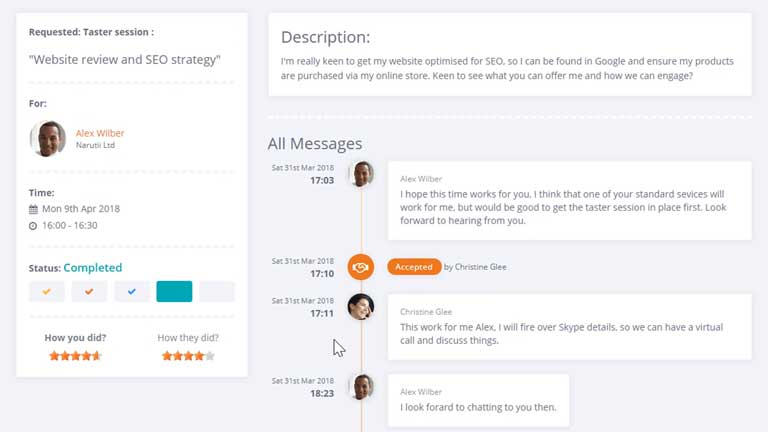 Requested: Taster session :
"Website review and SEO strategy"
For:
Alex Wilber
Narutii Ltd
Time:
Mon 9th Apr 2018
16:00 - 16:30
Status: Completed
How you did?
How they did?
Description:
I'm really keen to get my website optimised for SEO, so I can be found in Google and ensure my products
are purchased via my online store. Keen to see what you can offer me and how we can engage?
All Messages
Sat 31st Mar 2018
17:03
Alex Wilber
I hope this time works for you, I think that one of your standard sevices will
work for me, but would be good to get the taster session in place first. Look
forward to hearing from you.
Sat 31st Mar 2018
17:10
Accepted by Christine Glee
Sat 31st Mar 2018
17:11
Christine Glee
This work for me Alex, I will fire over Skype details, so we can have a virtual
call and discuss things.
Sat 31st Mar 2018
18:23
Alex Wilber
I look forard to chatting to you then.